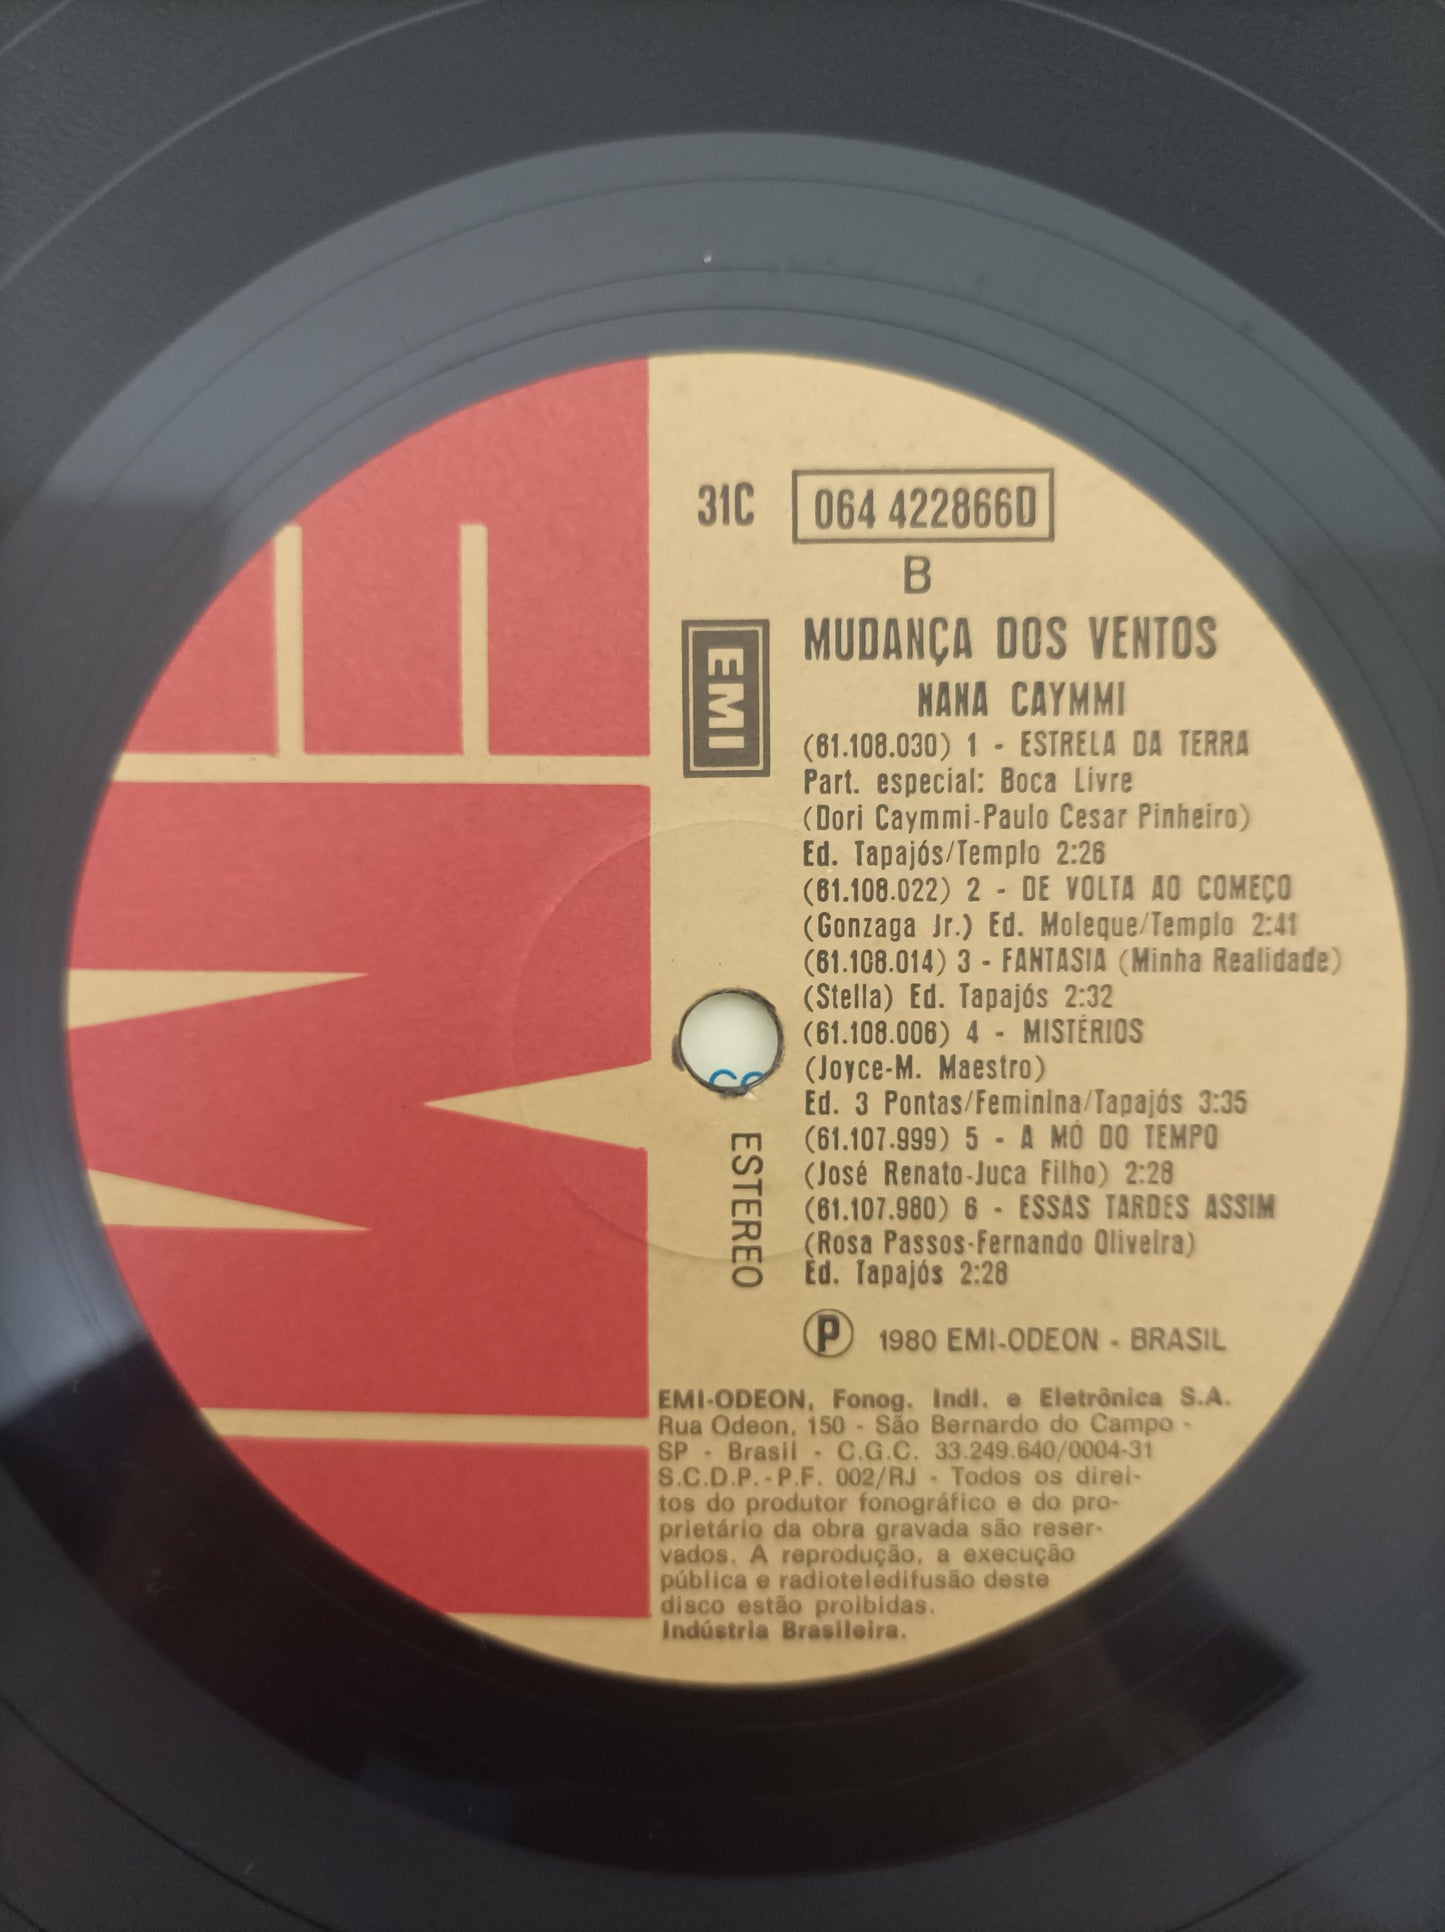 31C 064 422866D
B
EMI
MUDANÇA DOS VENTOS
NANA CAYMMI
(61.108.030) 1 - ESTRELA DA TERRA
Part. especial: Boca Livre
(Dori Caymmi-Paulo Cesar Pinheiro)
Ed. Tapajós/Templo 2:26
(61.108.022) 2 - DE VOLTA AO COMEÇO
(Gonzaga Jr.) Ed. Moleque/Templo 2:41
(61.108.014) 3 - FANTASIA (Minha Realidade)
(Stella) Ed. Tapajós 2:32
(61.108.006) 4 - MISTÉRIOS
(Joyce-M. Maestro)
Ed. 3 Pontas/Feminina/Tapajós 3:35
(61.107.999) 5 - A MÓ DO TEMPO
(José Renato-Juca Filho) 2:28
(61.107.980) 6 - ESSAS TARDES ASSIM
(Rosa Passos-Fernando Oliveira)
Ed. Tapajós 2:28
ESTEREO
Ⓟ 1980 EMI-ODEON - BRASIL
EMI-ODEON, Fonog. Indl. e Eletrônica S.A.
Rua Odeon, 150 - São Bernardo do Campo -
SP - Brasil - C.G.C. 33.249.640/0004-31
S.C.D.P.-P.F. 002/RJ - Todos os direi-
tos do produtor fonográfico e do pro-
prietário da obra gravada são reser-
vados. A reprodução, a execução
pública e radioteledifusão deste
disco estão proibidas.
Indústria Brasileira.